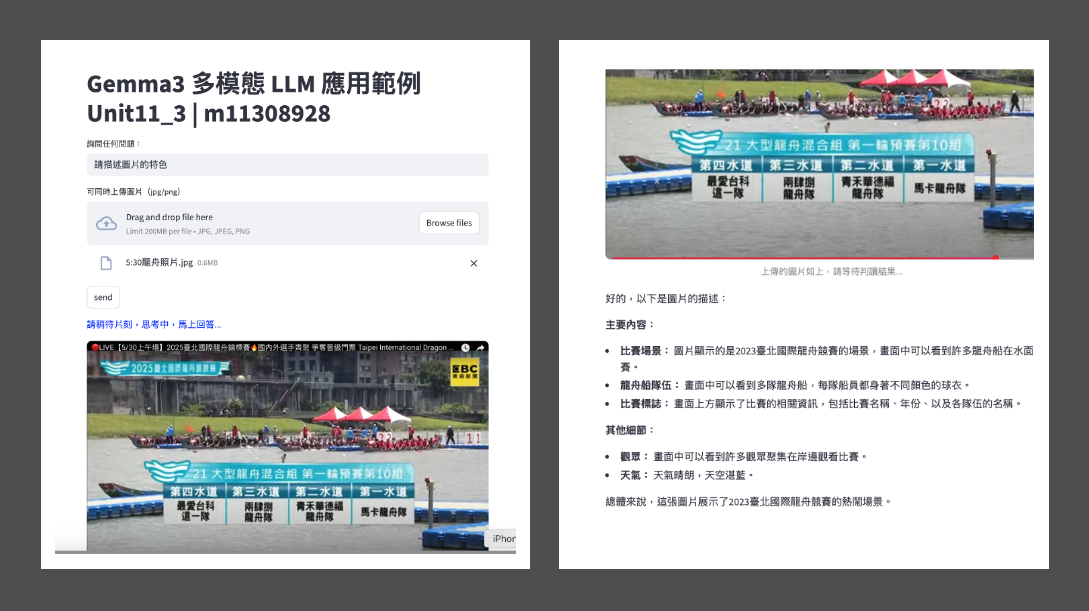 Gemma3 多模態 LLM 應用範例
Unit11_3 | m11308928
詢問任何問題：
請描述圖片的特色
可同時上傳圖片（jpg/png）
Drag and drop file here
Limit 200MB per file • JPG, JPEG, PNG
Browse files
5:30龍舟照片.jpg 0.6MB
send
請稍待片刻，思考中，馬上回答...
LIVE【5/30上午場】2025臺北國際龍舟錦標賽🔥國內外選手齊聚 爭奪晉級門票 Taipei International Dragon ...
2025臺北國際龍舟錦標賽
EBC
東森新聞
11
21 大型龍舟混合組 第一輪預賽第10組
第四水道 第三水道 第二水道 第一水道
最愛台科 兩肆捌 青禾華德福 馬卡龍舟隊
這一隊 龍舟隊 龍舟隊
iPhon
21 大型龍舟混合組 第一輪預賽第10組
第四水道 第三水道 第二水道 第一水道
最愛台科 兩肆捌 青禾華德福 馬卡龍舟隊
這一隊 龍舟隊 龍舟隊
上傳的圖片如上，請等待判讀結果...
好的，以下是圖片的描述：
主要內容：
比賽場景： 圖片顯示的是2023臺北國際龍舟競賽的場景，畫面中可以看到許多龍舟船在水面
賽。
龍舟船隊伍： 畫面中可以看到多隊龍舟船，每隊船員都身著不同顏色的球衣。
比賽標誌： 畫面上方顯示了比賽的相關資訊，包括比賽名稱、年份、以及各隊伍的名稱。
其他細節：
觀眾： 畫面中可以看到許多觀眾聚集在岸邊觀看比賽。
天氣： 天氣晴朗，天空湛藍。
總體來說，這張圖片展示了2023臺北國際龍舟競賽的熱鬧場景。